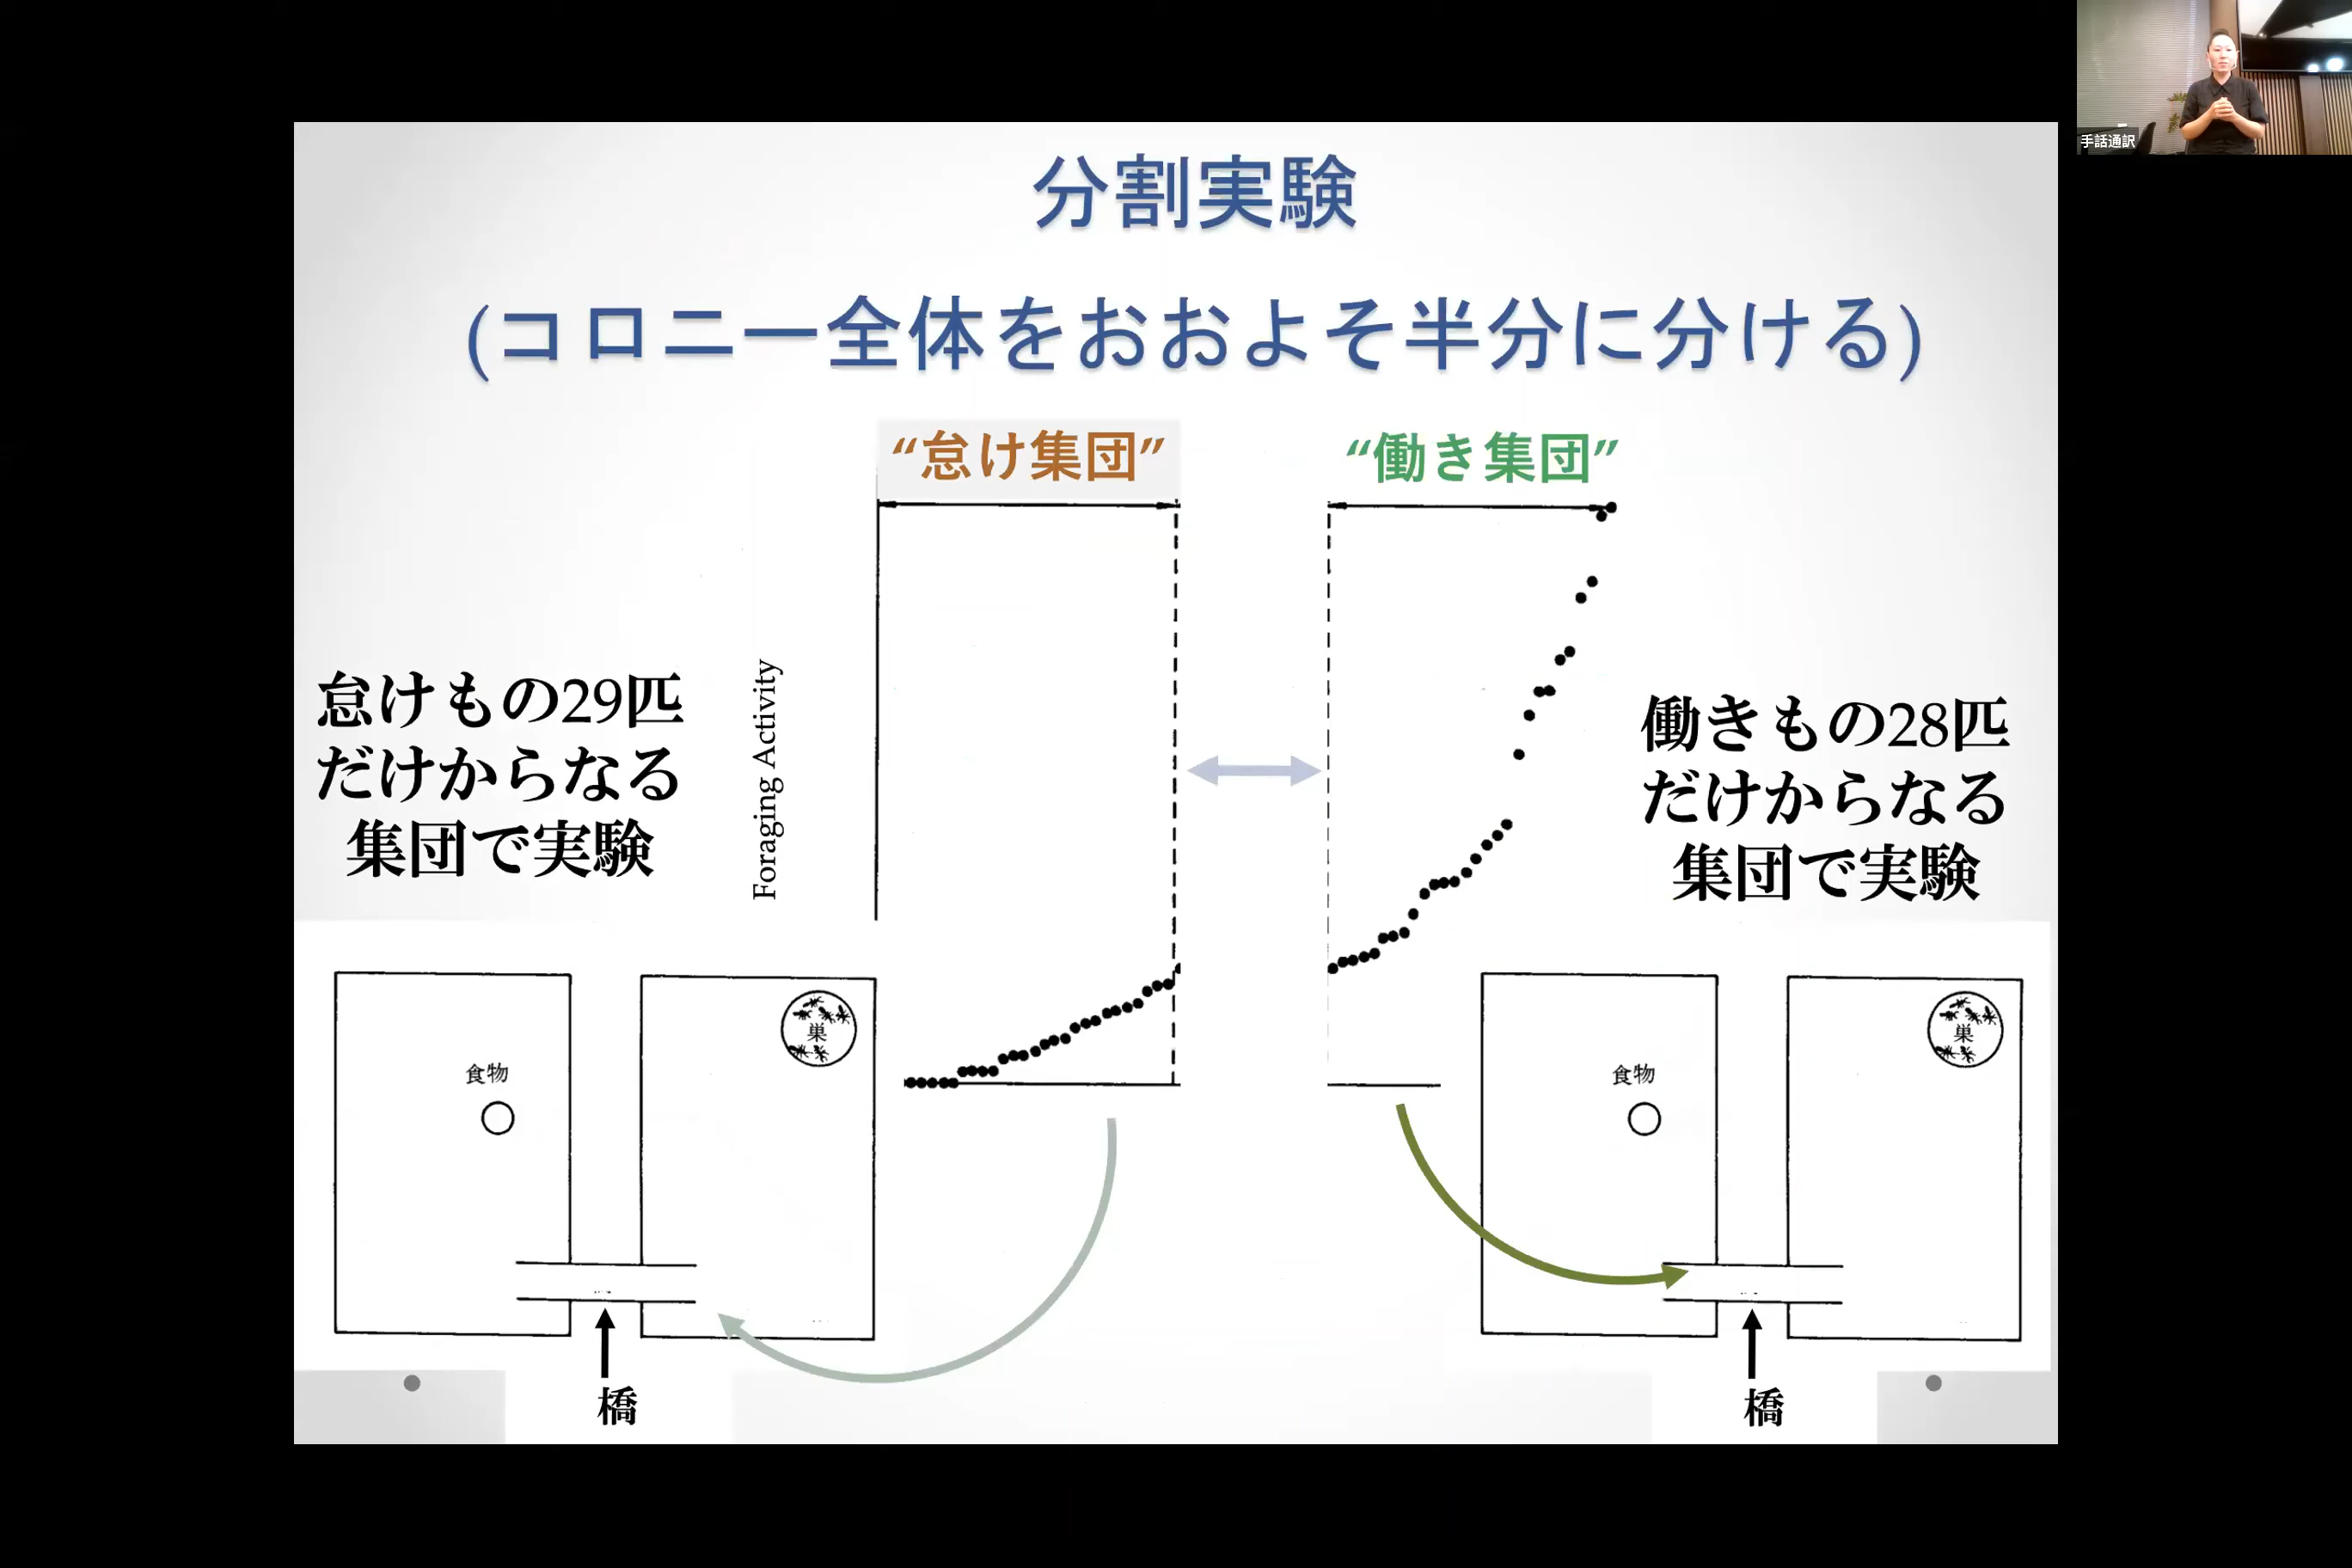 手話通訳
分割実験
(コロニー全体をおおよそ半分に分ける)
“怠け集団”
“働き集団”
怠けもの29匹
だけからなる
集団で実験
Foraging Activity
働きもの28匹
だけからなる
集団で実験
食物
巣
橋
食物
巣
橋